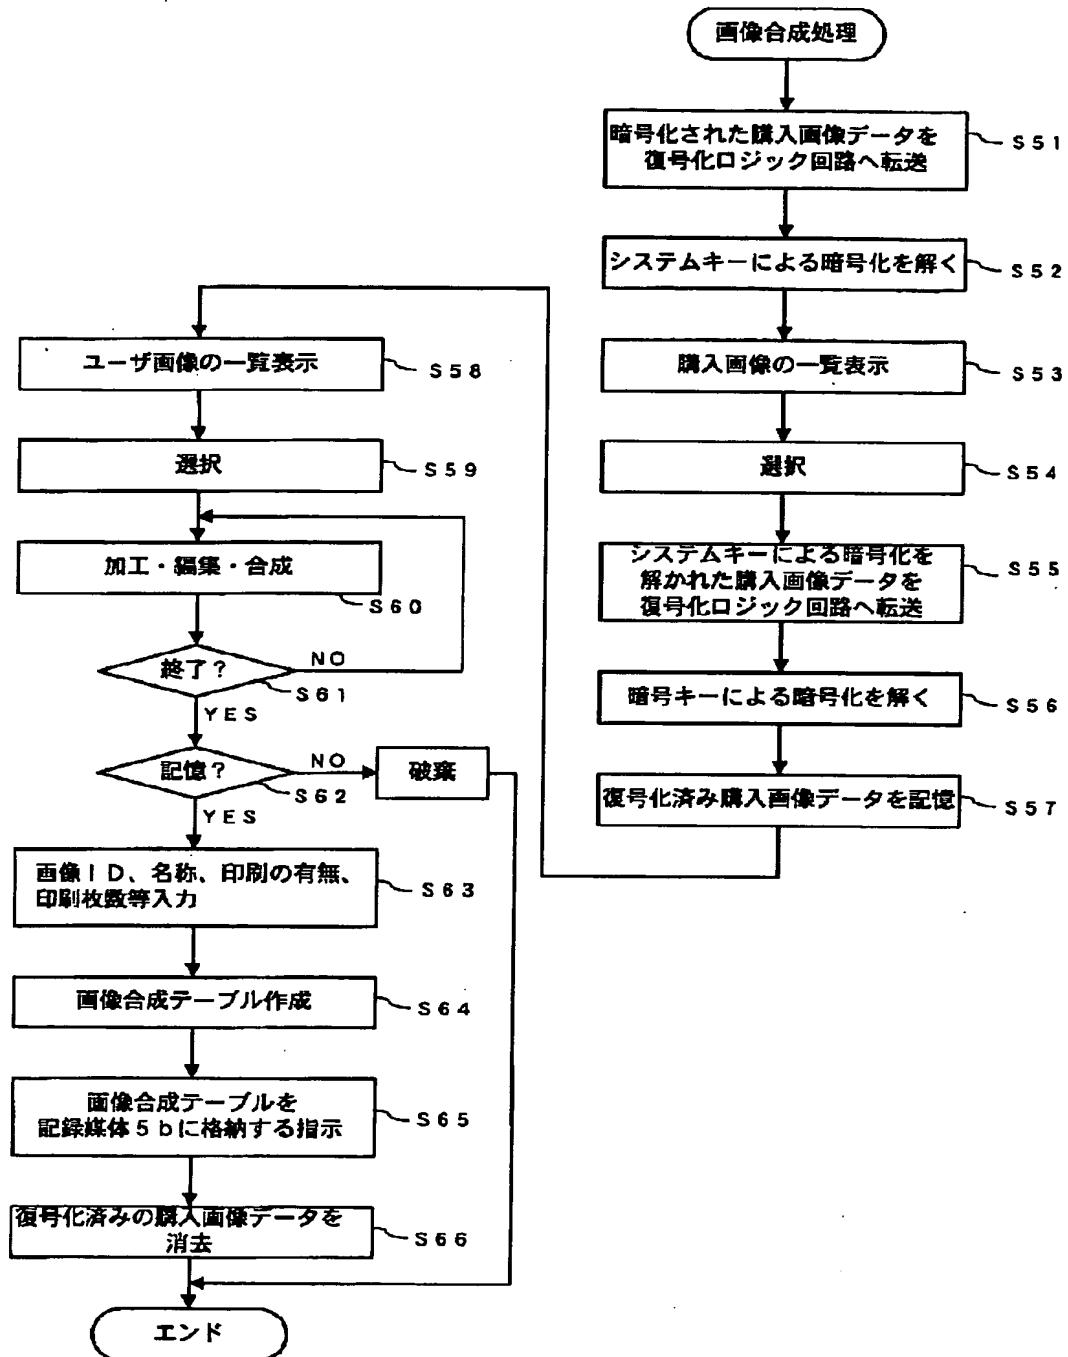 画像合成処理
暗号化された購入画像データを
復号化ロジック回路へ転送
S51
システムキーによる暗号化を解く
S52
購入画像の一覧表示
S53
選択
S54
システムキーによる暗号化を
解かれた購入画像データを
復号化ロジック回路へ転送
S55
暗号キーによる暗号化を解く
S56
復号化済み購入画像データを記憶
S57
ユーザ画像の一覧表示
S58
選択
S59
加工・編集・合成
S60
終了?
NO
S61
YES
記憶?
NO
破棄
S62
YES
画像ID、名称、印刷の有無、
印刷枚数等入力
S63
画像合成テーブル作成
S64
画像合成テーブルを
記録媒体5bに格納する指示
S65
復号化済みの購入画像データを
消去
S66
エンド